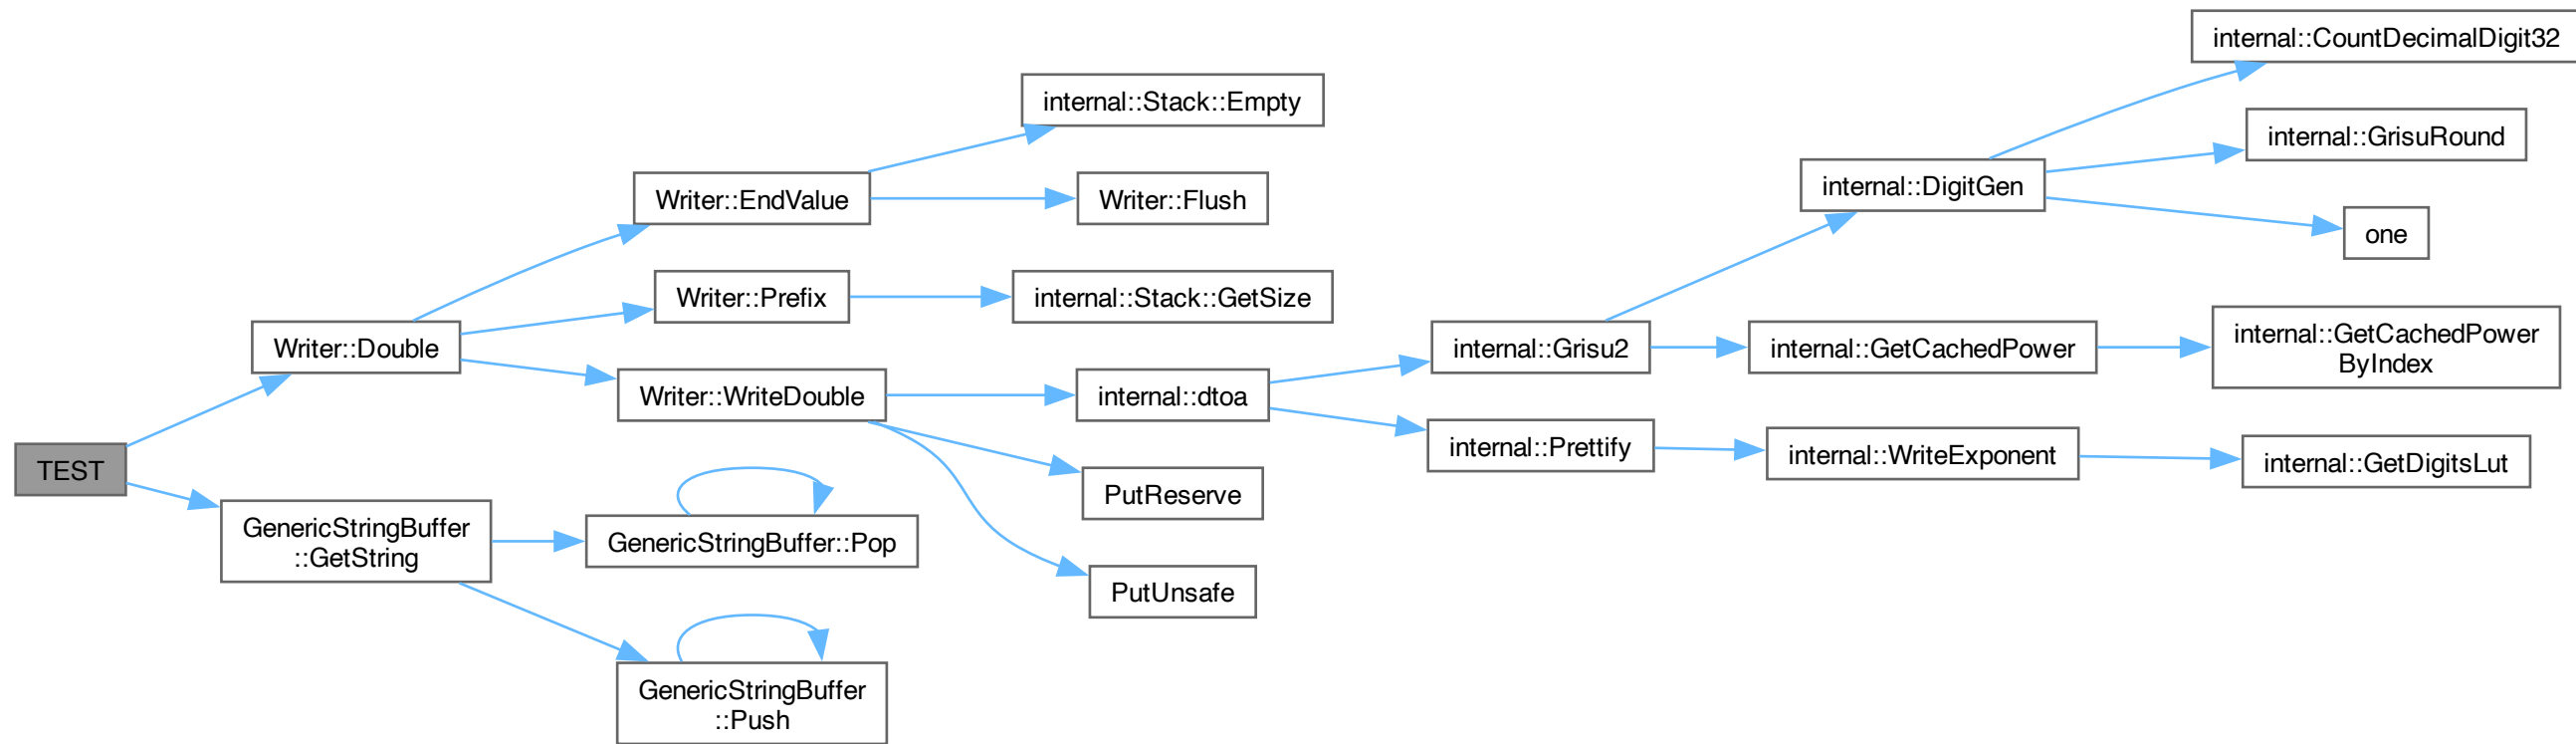 TEST
Writer::Double
GenericStringBuffer
::GetString
Writer::EndValue
Writer::Prefix
Writer::WriteDouble
GenericStringBuffer::Pop
GenericStringBuffer
::Push
internal::Stack::Empty
Writer::Flush
internal::Stack::GetSize
internal::dtoa
PutReserve
PutUnsafe
internal::Grisu2
internal::Prettify
internal::DigitGen
internal::GetCachedPower
internal::WriteExponent
internal::CountDecimalDigit32
internal::GrisuRound
one
internal::GetCachedPower
ByIndex
internal::GetDigitsLut